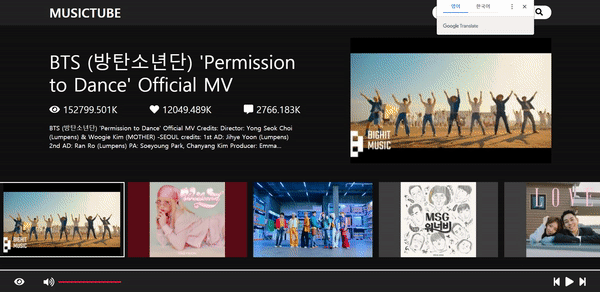 MUSICTUBE
영어
한국어
Google Translate
BTS (방탄소년단) 'Permission
to Dance' Official MV
152799.501K
12049.489K
2766.183K
BTS (방탄소년단) 'Permission to Dance' Official MV Credits: Director: Yong Seok Choi
(Lumpens) & Woogie Kim (MOTHER) -SEOUL credits: 1st AD: Jihye Yoon (Lumpens)
2nd AD: Ran Ro (Lumpens) PA: Soeyoung Park, Chanyang Kim Producer: Emma...
BIGHIT
MUSIC
BIGHIT
MUSIC
MSG
워너비
LOVE